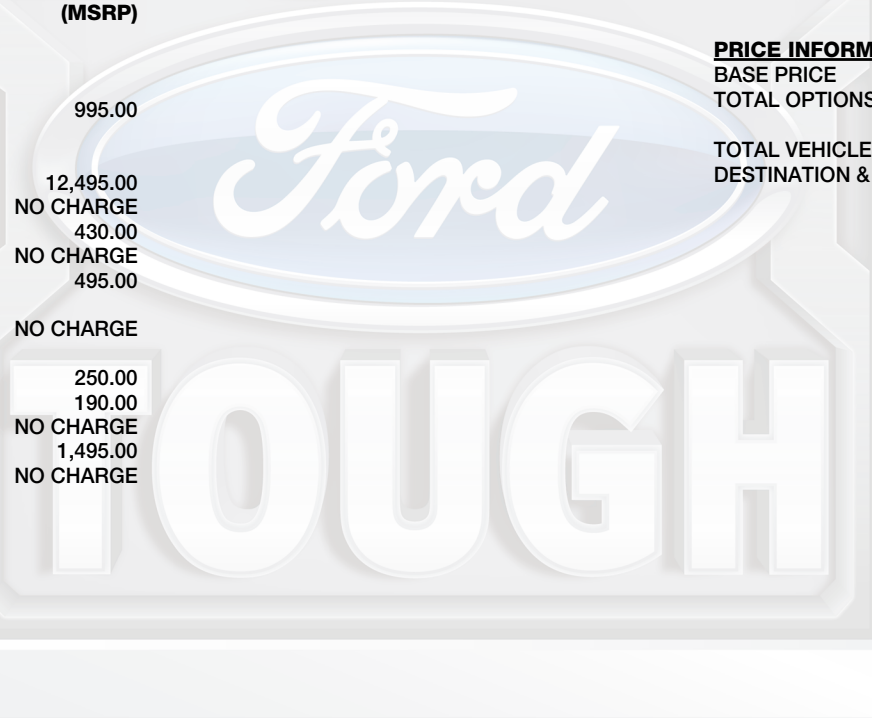 (MSRP)
995.00
12,495.00
NO CHARGE
430.00
NO CHARGE
495.00
NO CHARGE
250.00
190.00
NO CHARGE
1,495.00
NO CHARGE
PRICE INFORM
BASE PRICE
TOTAL OPTIONS
TOTAL VEHICLE
DESTINATION &
Ford
TOUGH